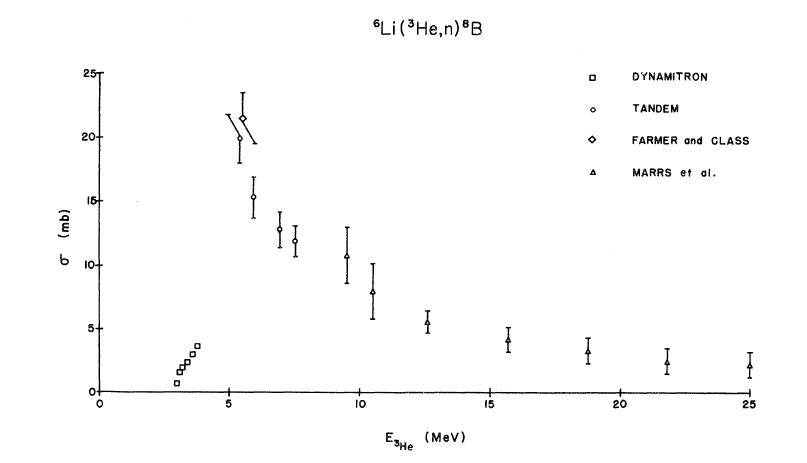 ⁶Li(³He,n)⁸B
DYNAMITRON
TANDEM
FARMER and CLASS
MARRS et al.
σ (mb)
25
20
15
10
5
0
0 5 10 15 20 25
E₃He (MeV)